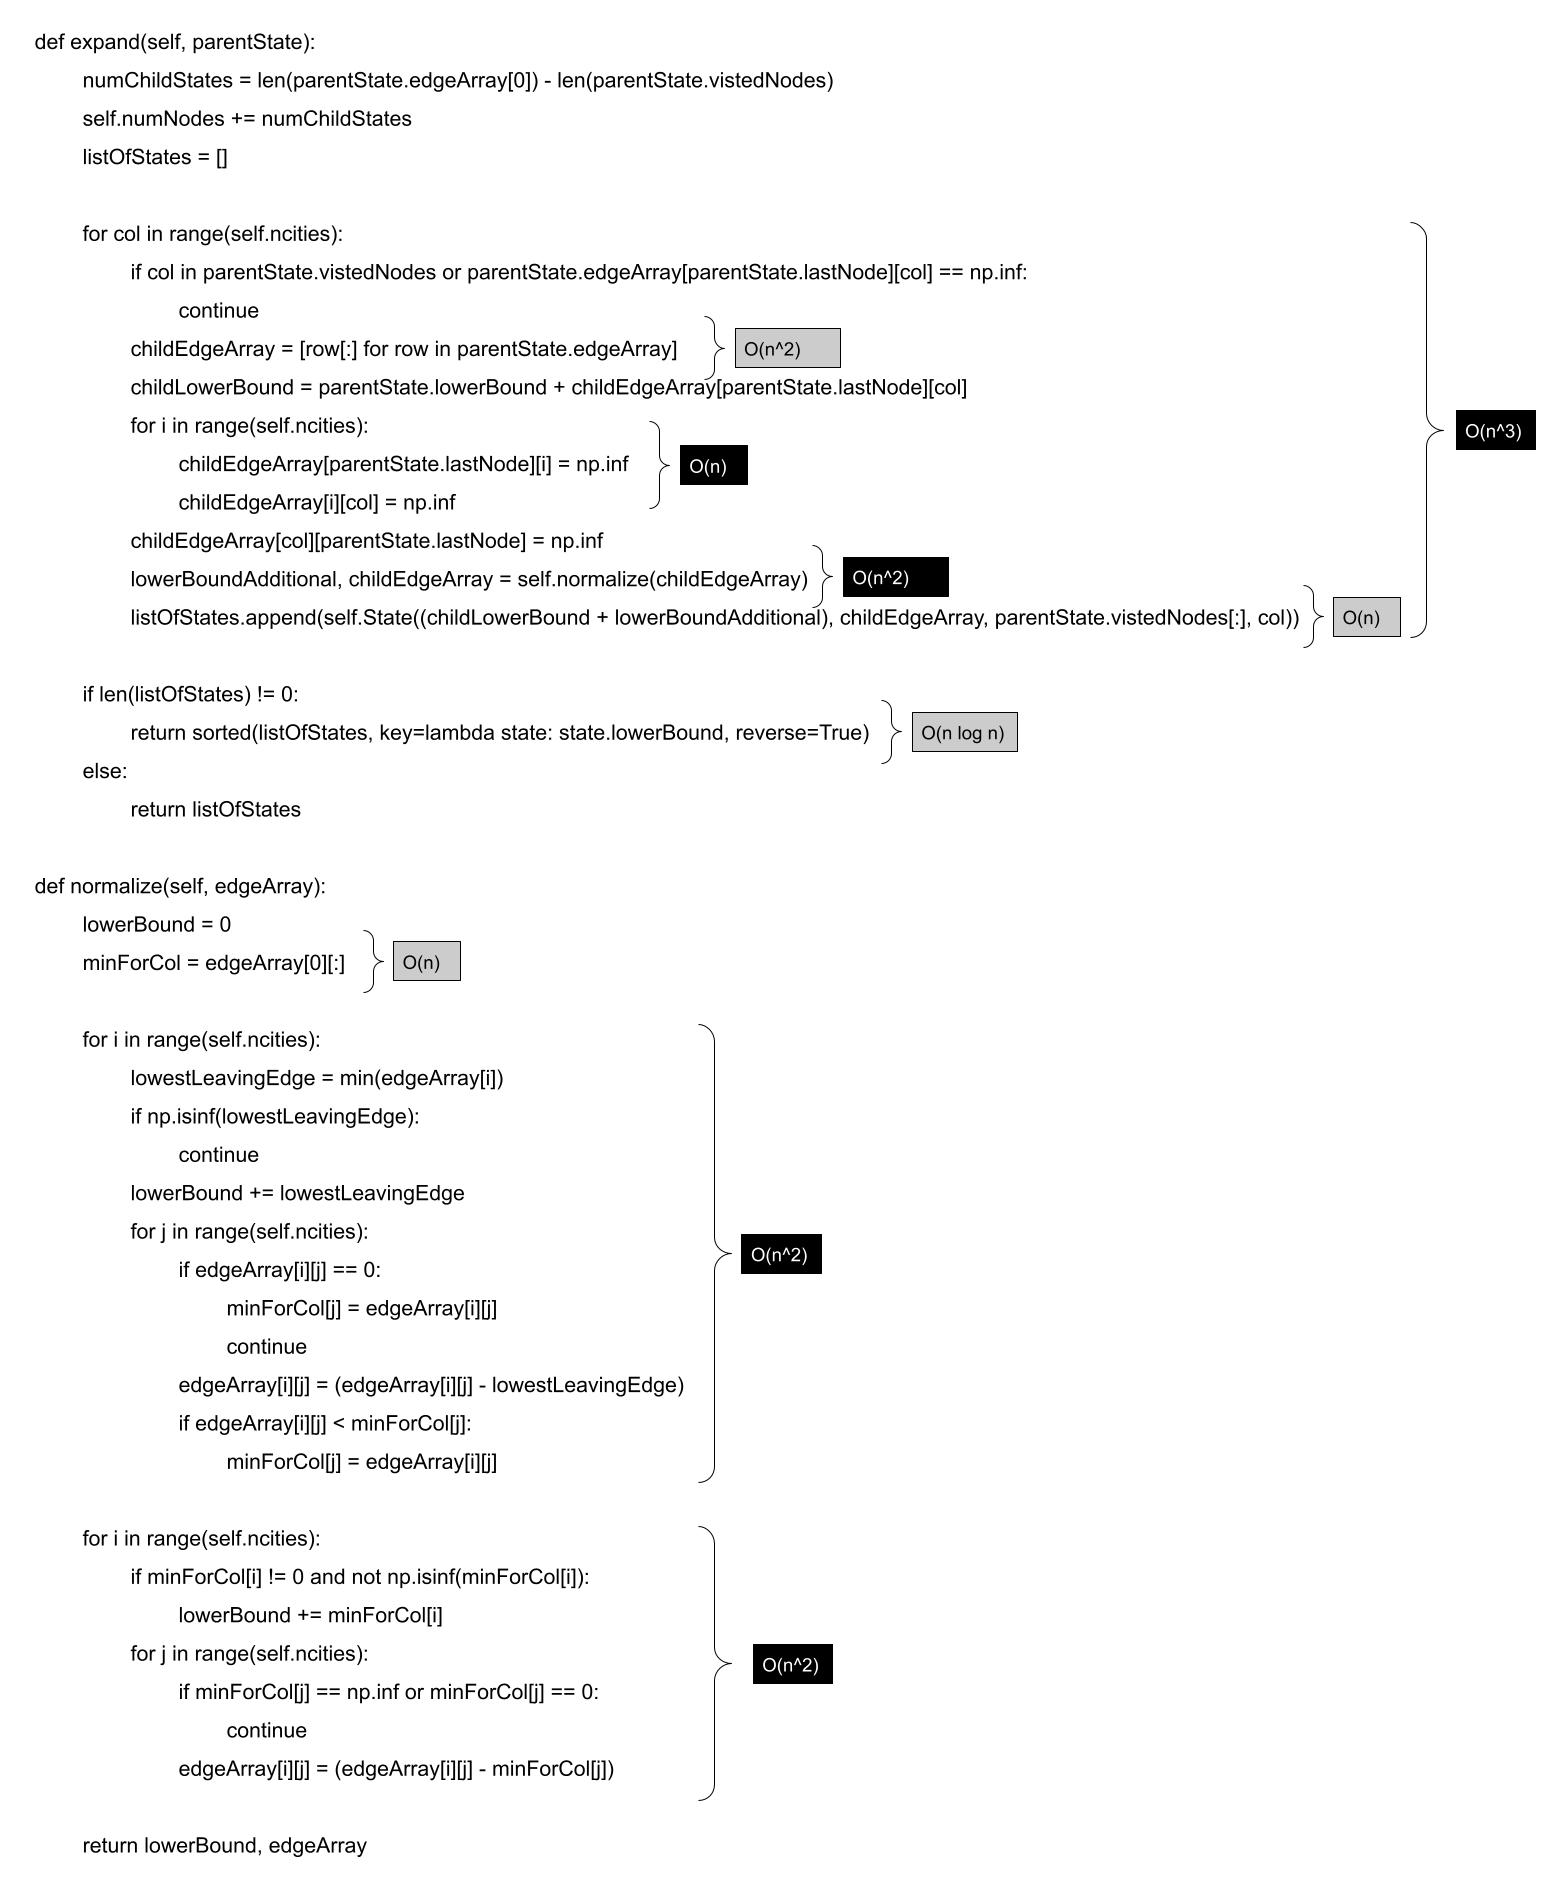 def expand(self, parentState):
numChildStates = len(parentState.edgeArray[0]) - len(parentState.vistedNodes)
self.numNodes += numChildStates
listOfStates = []
for col in range(self.ncities):
if col in parentState.vistedNodes or parentState.edgeArray[parentState.lastNode][col] == np.inf:
continue
childEdgeArray = [row[:] for row in parentState.edgeArray] O(n^2)
childLowerBound = parentState.lowerBound + childEdgeArray[parentState.lastNode][col]
for i in range(self.ncities): O(n^3)
childEdgeArray[parentState.lastNode][i] = np.inf O(n)
childEdgeArray[i][col] = np.inf
childEdgeArray[col][parentState.lastNode] = np.inf
lowerBoundAdditional, childEdgeArray = self.normalize(childEdgeArray) O(n^2)
listOfStates.append(self.State((childLowerBound + lowerBoundAdditional), childEdgeArray, parentState.vistedNodes[:], col)) O(n)
if len(listOfStates) != 0:
return sorted(listOfStates, key=lambda state: state.lowerBound, reverse=True) O(n log n)
else:
return listOfStates
def normalize(self, edgeArray):
lowerBound = 0
minForCol = edgeArray[0][:] O(n)
for i in range(self.ncities):
lowestLeavingEdge = min(edgeArray[i])
if np.isinf(lowestLeavingEdge):
continue
lowerBound += lowestLeavingEdge
for j in range(self.ncities):
O(n^2)
if edgeArray[i][j] == 0:
minForCol[j] = edgeArray[i][j]
continue
edgeArray[i][j] = (edgeArray[i][j] - lowestLeavingEdge)
if edgeArray[i][j] < minForCol[j]:
minForCol[j] = edgeArray[i][j]
for i in range(self.ncities):
if minForCol[i] != 0 and not np.isinf(minForCol[i]):
lowerBound += minForCol[i]
for j in range(self.ncities): O(n^2)
if minForCol[j] == np.inf or minForCol[j] == 0:
continue
edgeArray[i][j] = (edgeArray[i][j] - minForCol[j])
return lowerBound, edgeArray